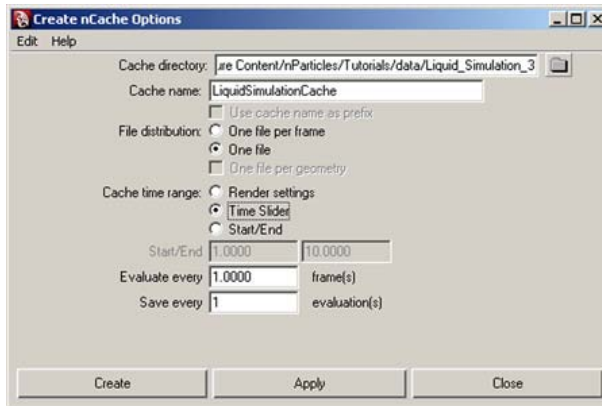 Create nCache Options
Edit Help
Cache directory: ure Content/nParticles/Tutorials/data/Liquid_Simulation_3
Cache name: LiquidSimulationCache
Use cache name as prefix
File distribution: One file per frame
One file
One file per geometry
Cache time range: Render settings
Time Slider
Start/End
Start/End 1.0000 10.0000
Evaluate every 1.0000 frame(s)
Save every 1 evaluation(s)
Create Apply Close